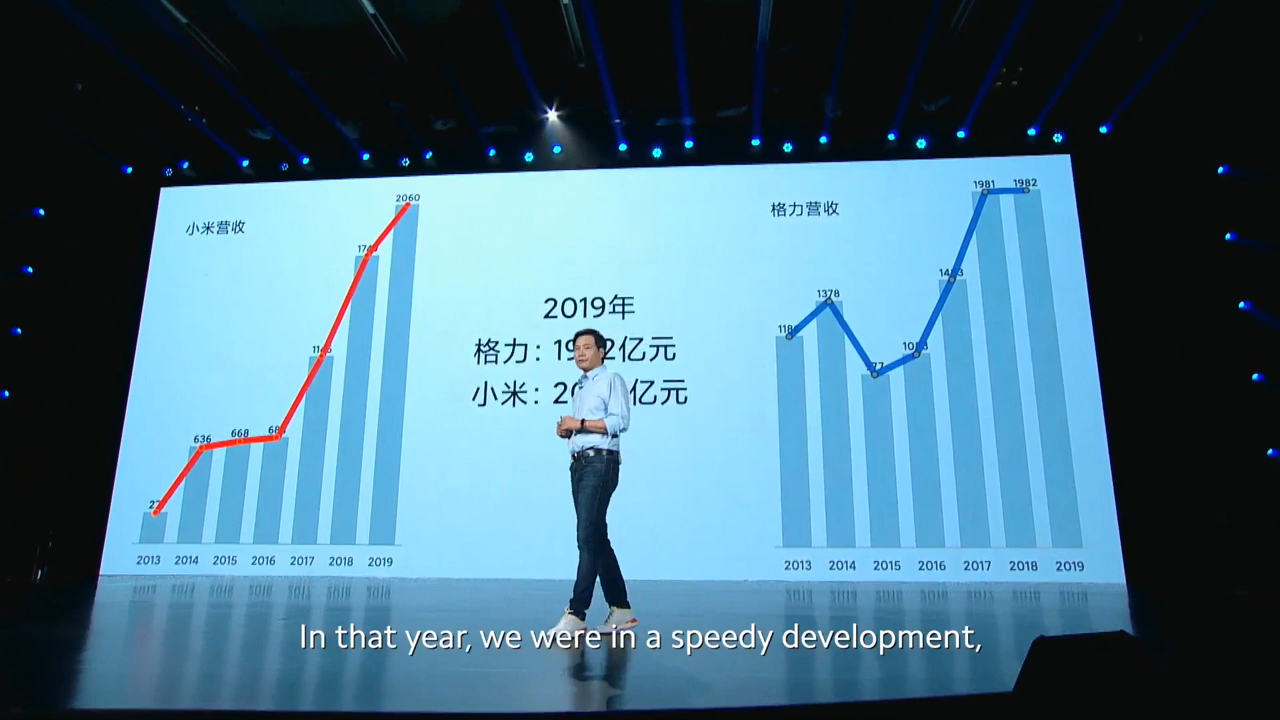 小米营收
2060
636
668
2013 2014 2015 2016 2017 2018 2019
2019年
格力： 亿元
小米： 亿元
格力营收
1981 1982
1378
2013 2014 2015 2016 2017 2018 2019
In that year, we were in a speedy development,